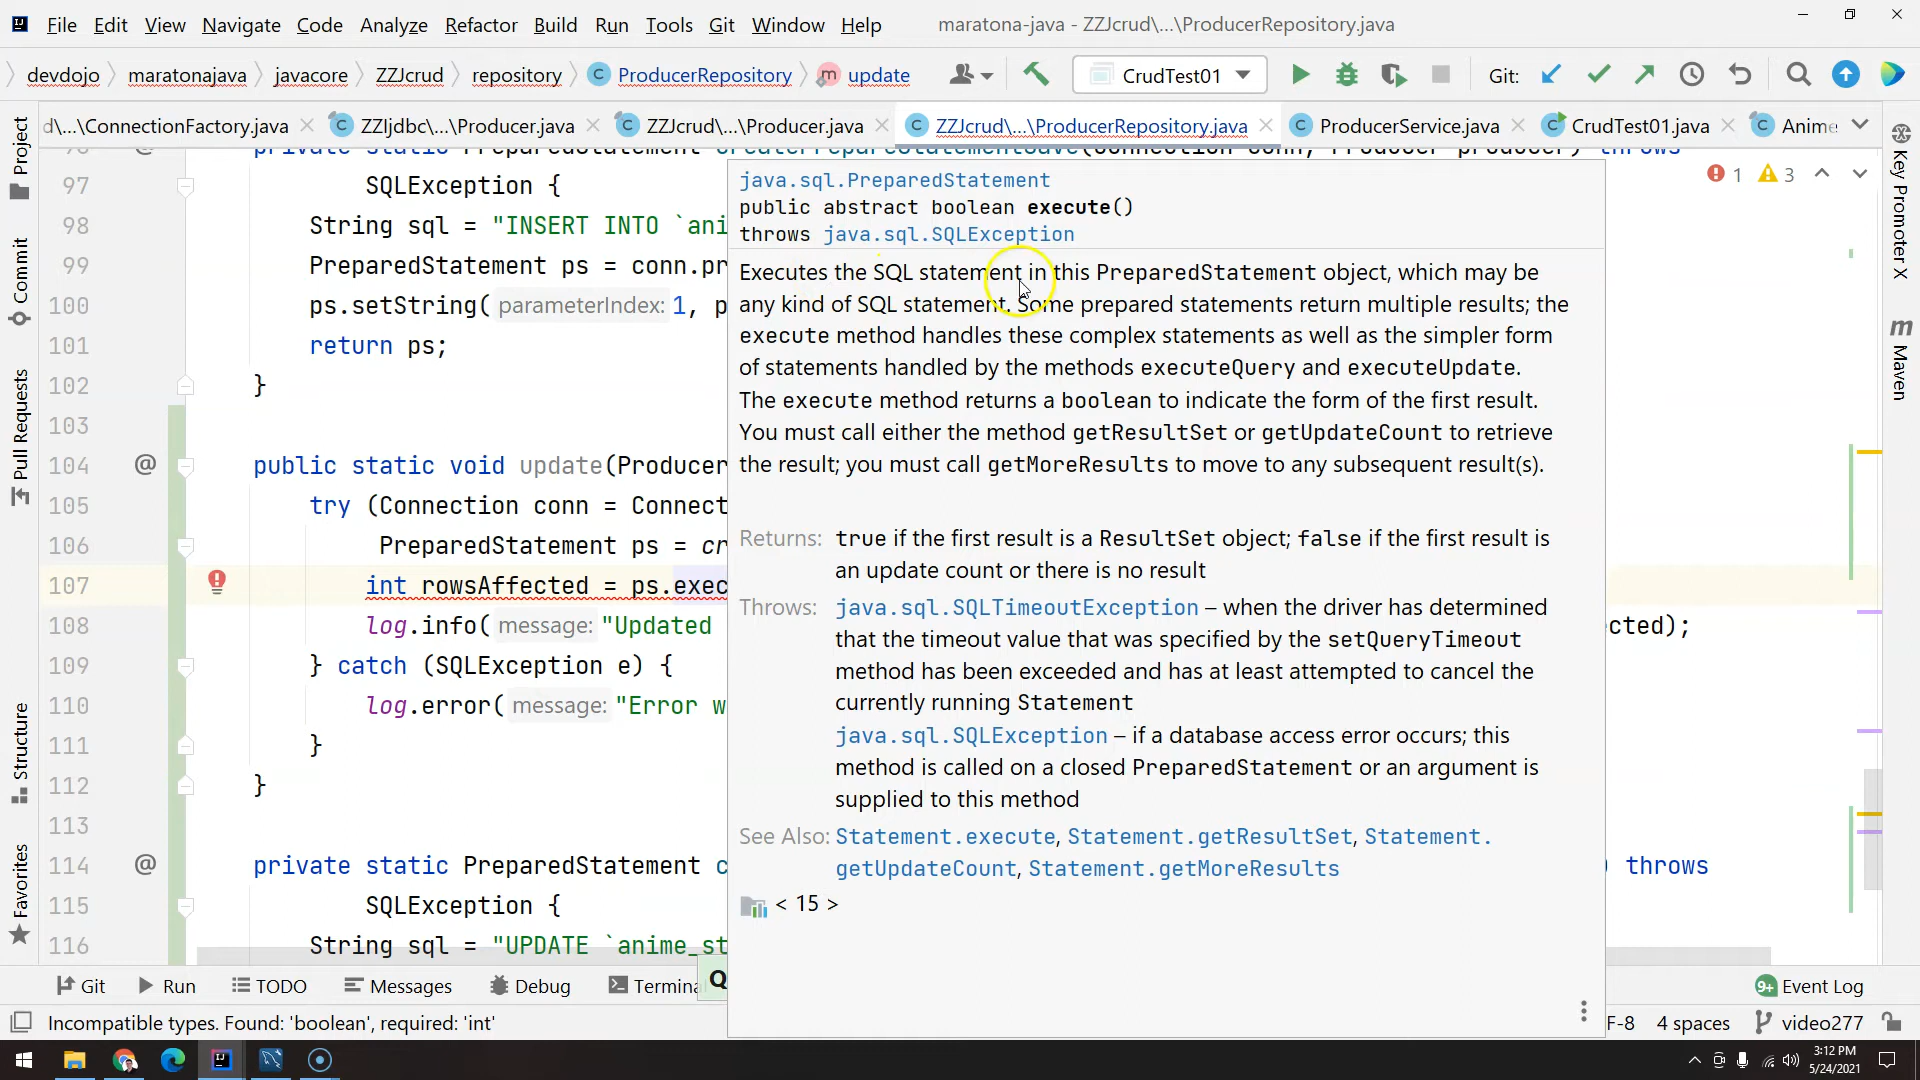 File Edit View Navigate Code Analyze Refactor Build Run Tools Git Window Help maratona-java - ZZJcrud\...\ProducerRepository.java
devdojo maratonajava javacore ZZJcrud repository ProducerRepository update CrudTest01 Git:
d\...\ConnectionFactory.java ZZIjdbc\...\Producer.java ZZJcrud\...\Producer.java ZZJcrud\...\ProducerRepository.java ProducerService.java CrudTest01.java Anime
1 3
97 SQLException {
98 String sql = "INSERT INTO `ani
99 PreparedStatement ps = conn.pr
100 ps.setString( parameterIndex: 1, p
101 return ps;
102 }
103
104 @ public static void update(Producer
105 try (Connection conn = Connect
106 PreparedStatement ps = cr
107 int rowsAffected = ps.exec
108 log.info( message: "Updated cted);
109 } catch (SQLException e) {
110 log.error( message: "Error w
111 }
112 }
113
114 @ private static PreparedStatement c ) throws
115 SQLException {
116 String sql = "UPDATE `anime_st
java.sql.PreparedStatement
public abstract boolean execute()
throws java.sql.SQLException
Executes the SQL statement in this PreparedStatement object, which may be
any kind of SQL statement. Some prepared statements return multiple results; the
execute method handles these complex statements as well as the simpler form
of statements handled by the methods executeQuery and executeUpdate.
The execute method returns a boolean to indicate the form of the first result.
You must call either the method getResultSet or getUpdateCount to retrieve
the result; you must call getMoreResults to move to any subsequent result(s).
Returns: true if the first result is a ResultSet object; false if the first result is
an update count or there is no result
Throws: java.sql.SQLTimeoutException – when the driver has determined
that the timeout value that was specified by the setQueryTimeout
method has been exceeded and has at least attempted to cancel the
currently running Statement
java.sql.SQLException – if a database access error occurs; this
method is called on a closed PreparedStatement or an argument is
supplied to this method
See Also: Statement.execute, Statement.getResultSet, Statement.
getUpdateCount, Statement.getMoreResults
< 15 >
Project
Commit
Pull Requests
Structure
Favorites
Key Promoter X
Maven
Git Run TODO Messages Debug Termina Q Event Log
9+
Incompatible types. Found: 'boolean', required: 'int' F-8 4 spaces video277
3:12 PM
5/24/2021